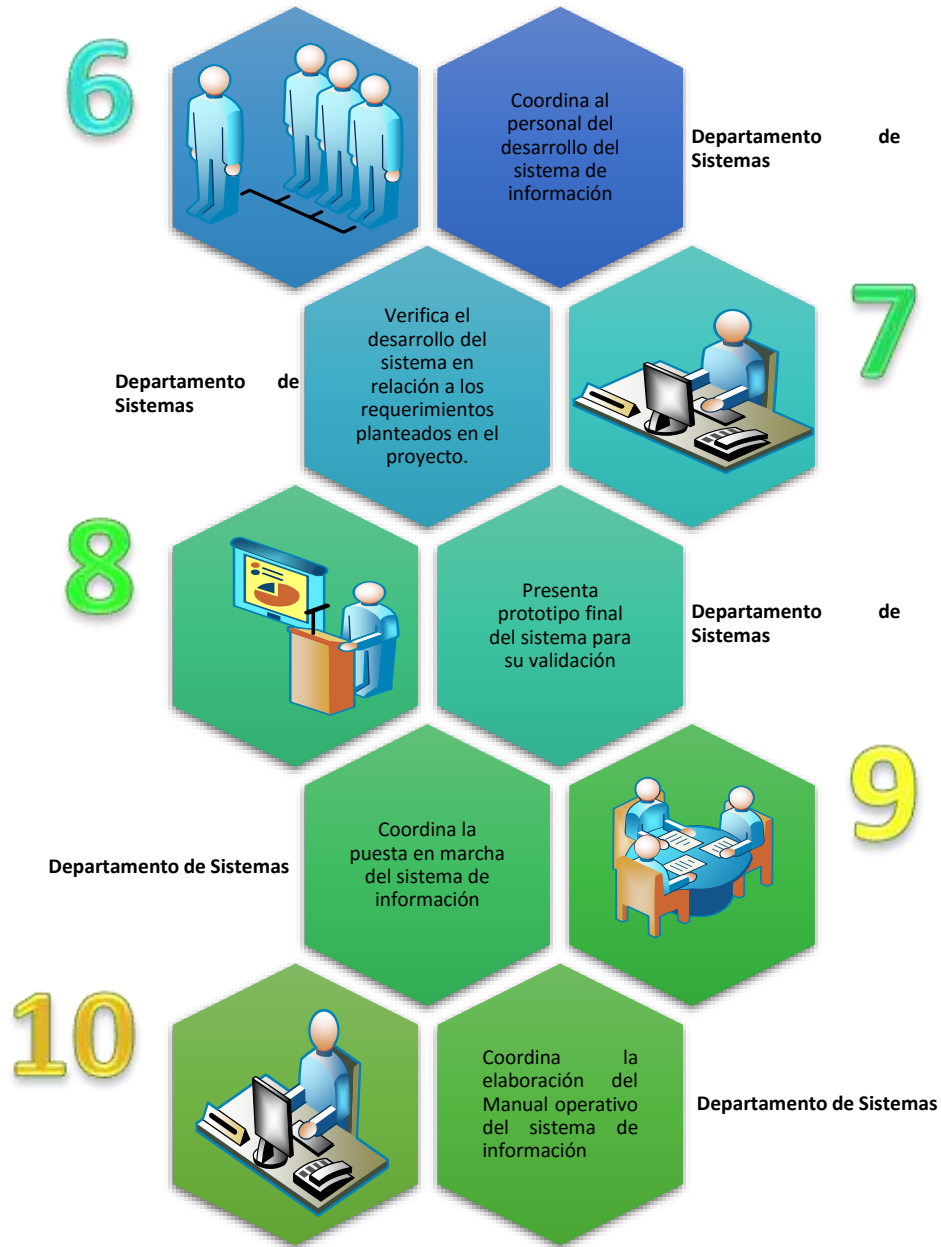 6
Coordina al
personal del
desarrollo del
sistema de
información
Departamento de
Sistemas
Departamento de
Sistemas
Verifica el
desarrollo del
sistema en
relación a los
requerimientos
planteados en el
proyecto.
7
8
Presenta
prototipo final
del sistema para
su validación
Departamento de
Sistemas
Departamento de Sistemas
Coordina la
puesta en marcha
del sistema de
información
9
10
Coordina la
elaboración del
Manual operativo
del sistema de
información
Departamento de Sistemas